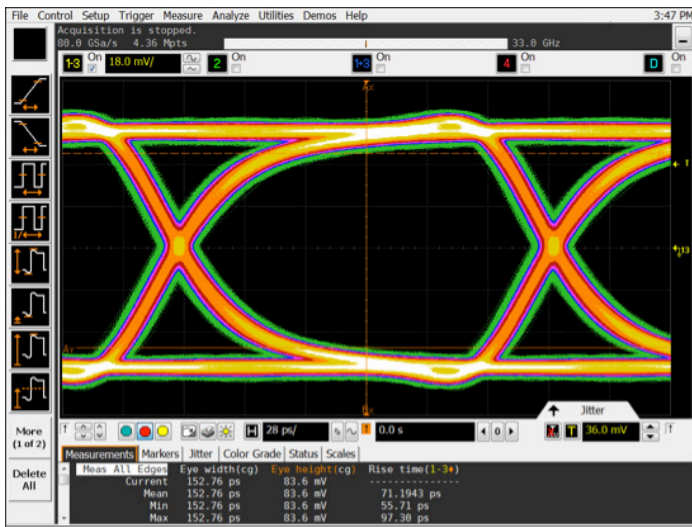 File Control Setup Trigger Measure Analyze Utilities Demos Help 3:47 PM
Acquisition is stopped.
80.0 GSa/s 4.36 Mpts 33.0 GHz
1-3 On 18.0 mV/ 2 On 1+3 On 4 On D On
Ax
T
13
Ay
Bx
More
(1 of 2)
Delete
All
Jitter
H 28 ps/ 0.0 s 0 T 36.0 mV
Measurements Markers Jitter Color Grade Status Scales
Meas All Edges Eye width(cg) Eye height(cg) Rise time(1-3♦)
Current 152.76 ps 83.6 mV ---------------
Mean 152.76 ps 83.6 mV 71.1943 ps
Min 152.76 ps 83.6 mV 55.71 ps
Max 152.76 ps 83.6 mV 97.30 ps